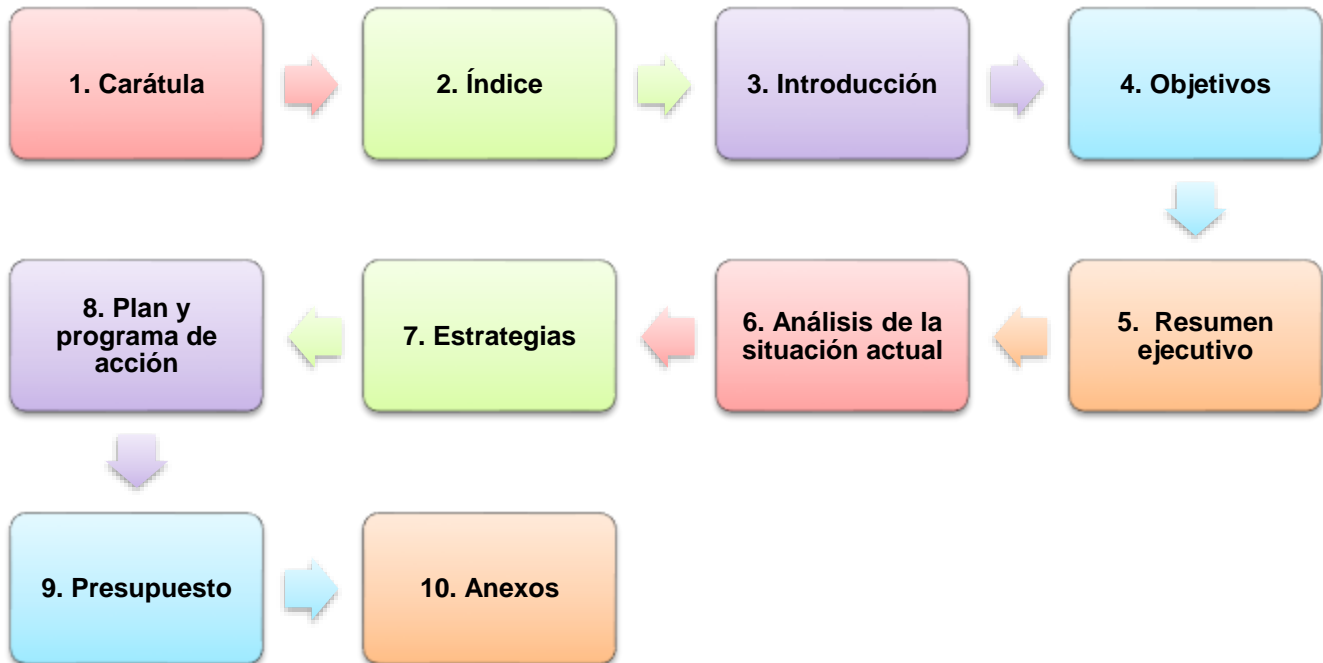 1. Carátula
2. Índice
3. Introducción
4. Objetivos
5. Resumen
ejecutivo
6. Análisis de la
situación actual
7. Estrategias
8. Plan y
programa de
acción
9. Presupuesto
10. Anexos